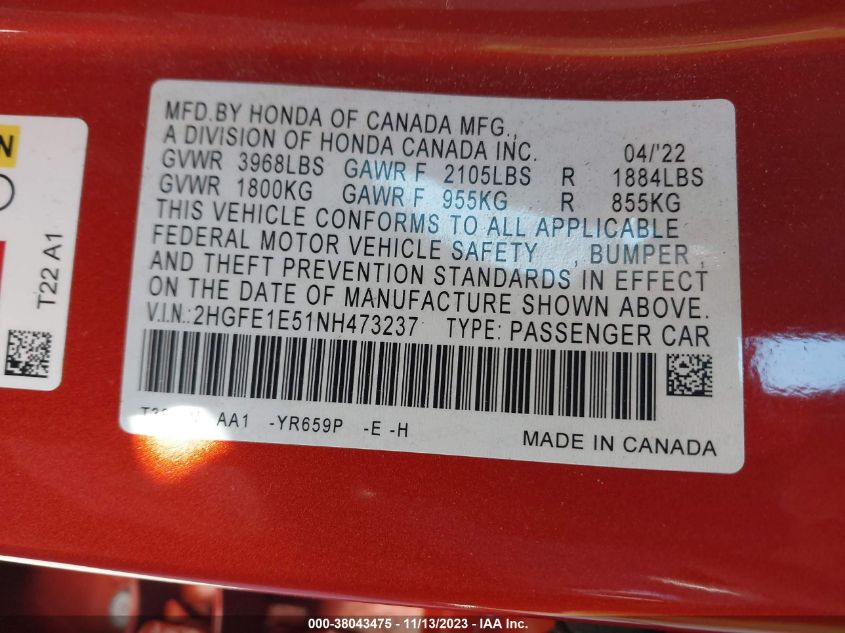 MFD.BY HONDA OF CANADA MFG.,
A DIVISION OF HONDA CANADA INC. 04/'22
GVWR 3968LBS GAWR F 2105LBS R 1884LBS
GVWR 1800KG GAWR F 955KG R 855KG
THIS VEHICLE CONFORMS TO ALL APPLICABLE
FEDERAL MOTOR VEHICLE SAFETY , BUMPER ,
AND THEFT PREVENTION STANDARDS IN EFFECT
ON THE DATE OF MANUFACTURE SHOWN ABOVE.
V.I.N.: 2HGFE1E51NH473237 TYPE: PASSENGER CAR
AA1 -YR659P -E -H
MADE IN CANADA
T22 A1
000-38043475 - 11/13/2023 - IAAI Inc.